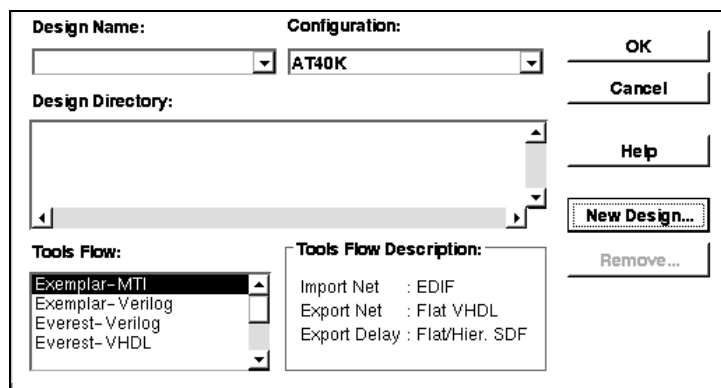 Design Name:
Configuration:
AT40K
Design Directory:
OK
Cancel
Help
New Design...
Remove...
Tools Flow:
Exemplar-MTI
Exemplar-Verilog
Everest-Verilog
Everest-VHDL
Tools Flow Description:
Import Net : EDIF
Export Net : Flat VHDL
Export Delay : Flat/Hier. SDF